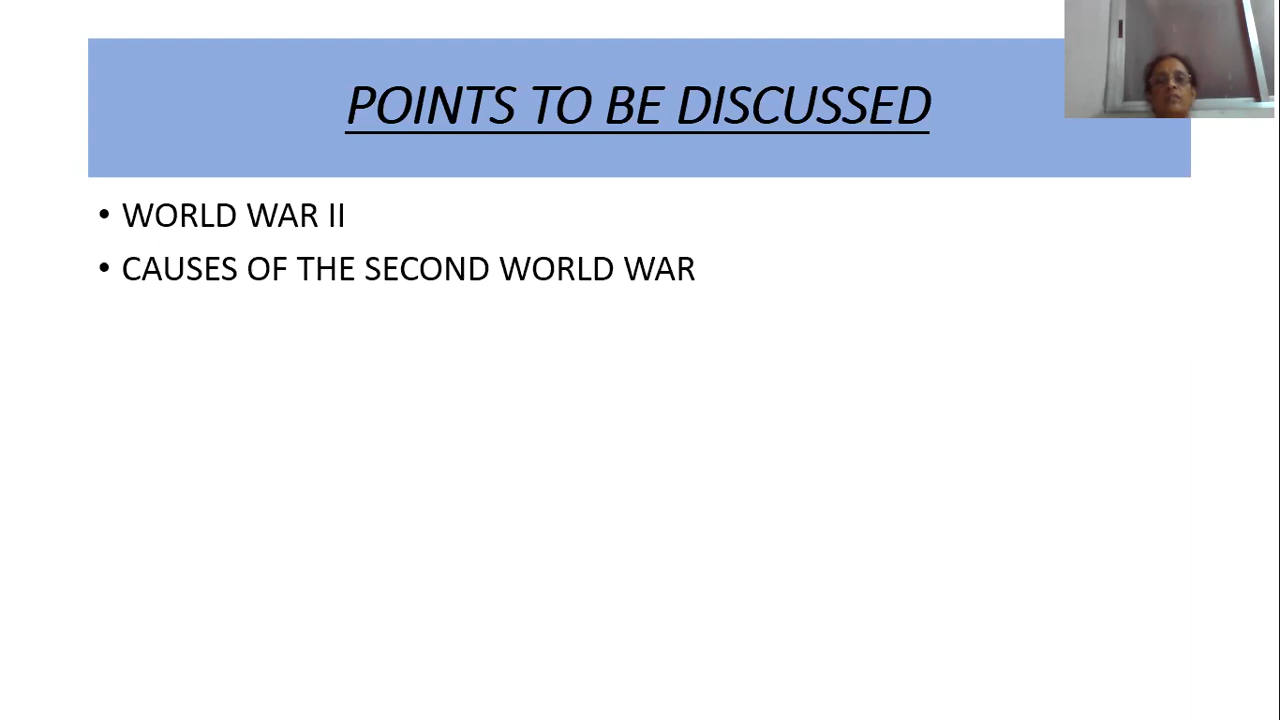 POINTS TO BE DISCUSSED
• WORLD WAR II
• CAUSES OF THE SECOND WORLD WAR